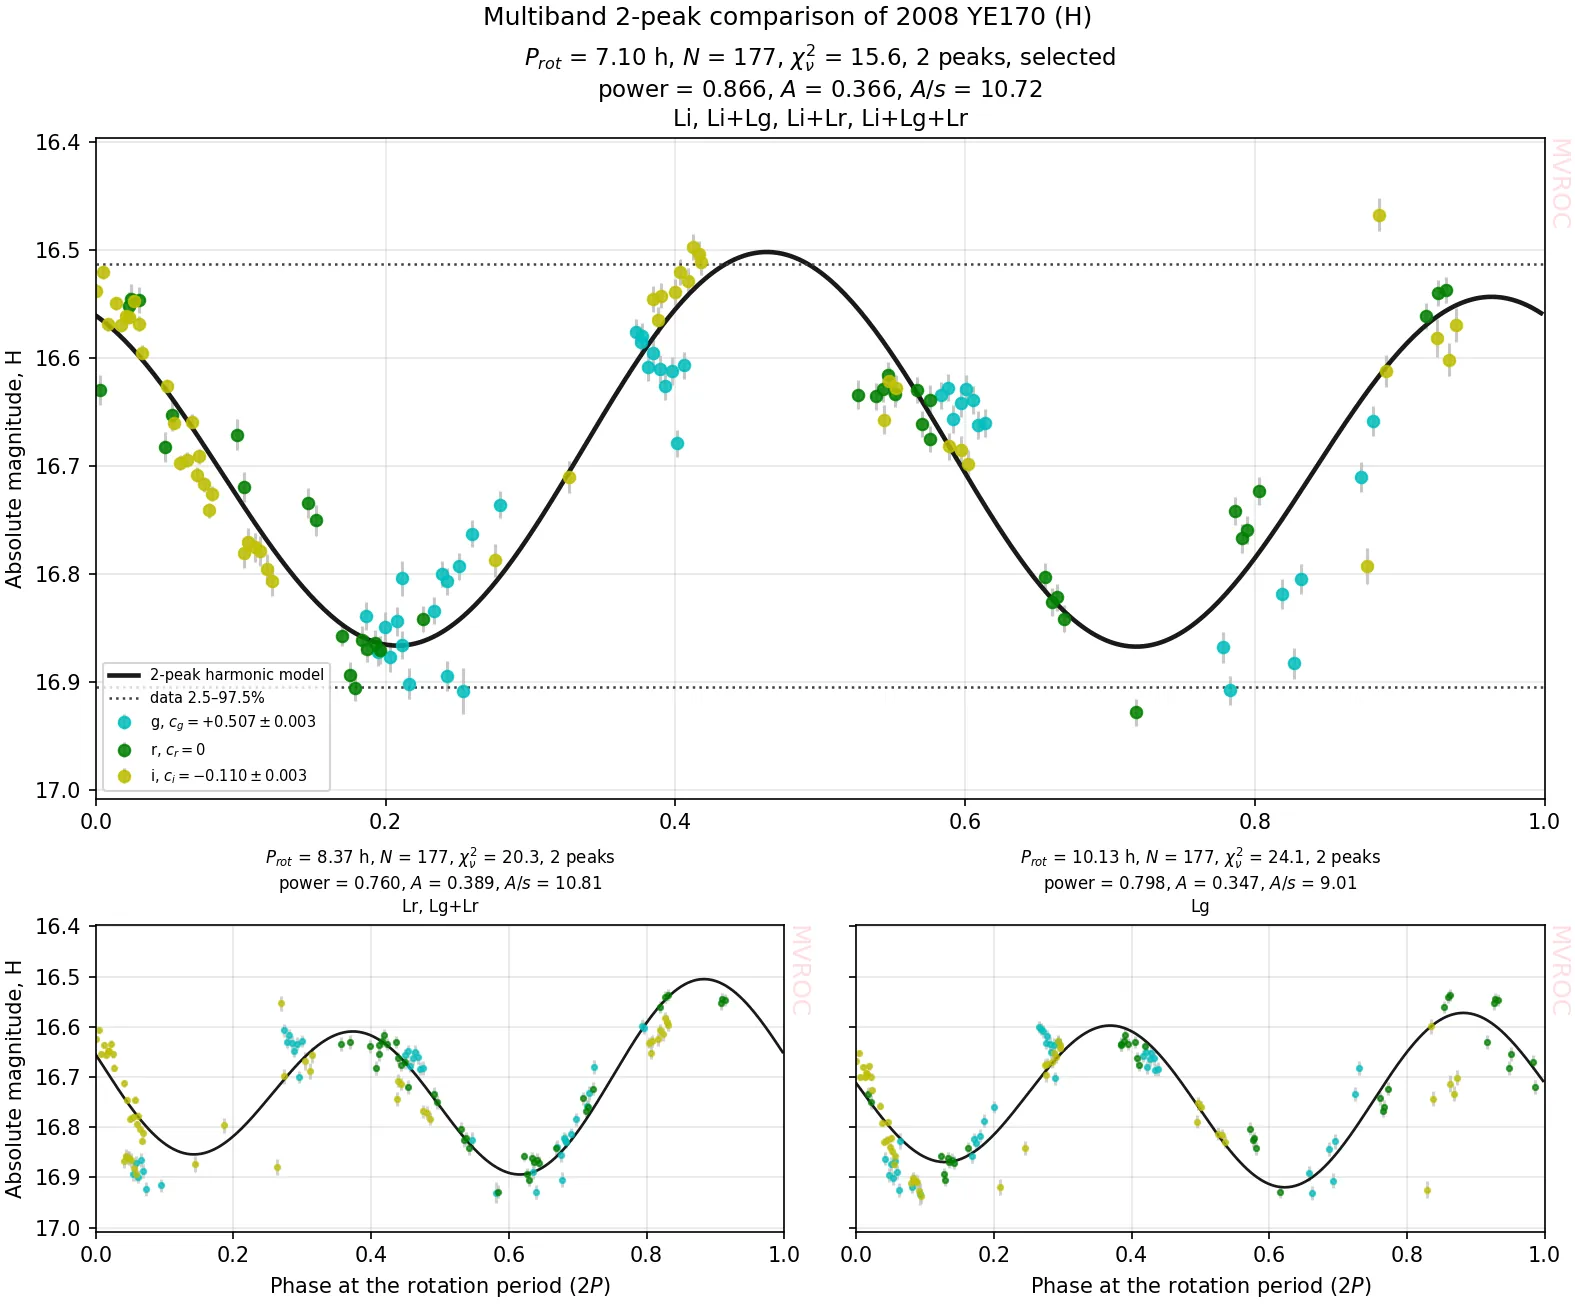 Multiband 2-peak comparison of 2008 YE170 (H)
P_rot = 7.10 h, N = 177, χ²_ν = 15.6, 2 peaks, selected
power = 0.866, A = 0.366, A/s = 10.72
Li, Li+Lg, Li+Lr, Li+Lg+Lr
MVROC
Absolute magnitude, H
16.4
16.5
16.6
16.7
16.8
16.9
17.0
2-peak harmonic model
data 2.5–97.5%
g, c_g = +0.507 ± 0.003
r, c_r = 0
i, c_i = −0.110 ± 0.003
0.0 0.2 0.4 0.6 0.8 1.0
P_rot = 8.37 h, N = 177, χ²_ν = 20.3, 2 peaks
power = 0.760, A = 0.389, A/s = 10.81
Lr, Lg+Lr
MVROC
Absolute magnitude, H
16.4
16.5
16.6
16.7
16.8
16.9
17.0
0.0 0.2 0.4 0.6 0.8 1.0
Phase at the rotation period (2P)
P_rot = 10.13 h, N = 177, χ²_ν = 24.1, 2 peaks
power = 0.798, A = 0.347, A/s = 9.01
Lg
MVROC
0.0 0.2 0.4 0.6 0.8 1.0
Phase at the rotation period (2P)